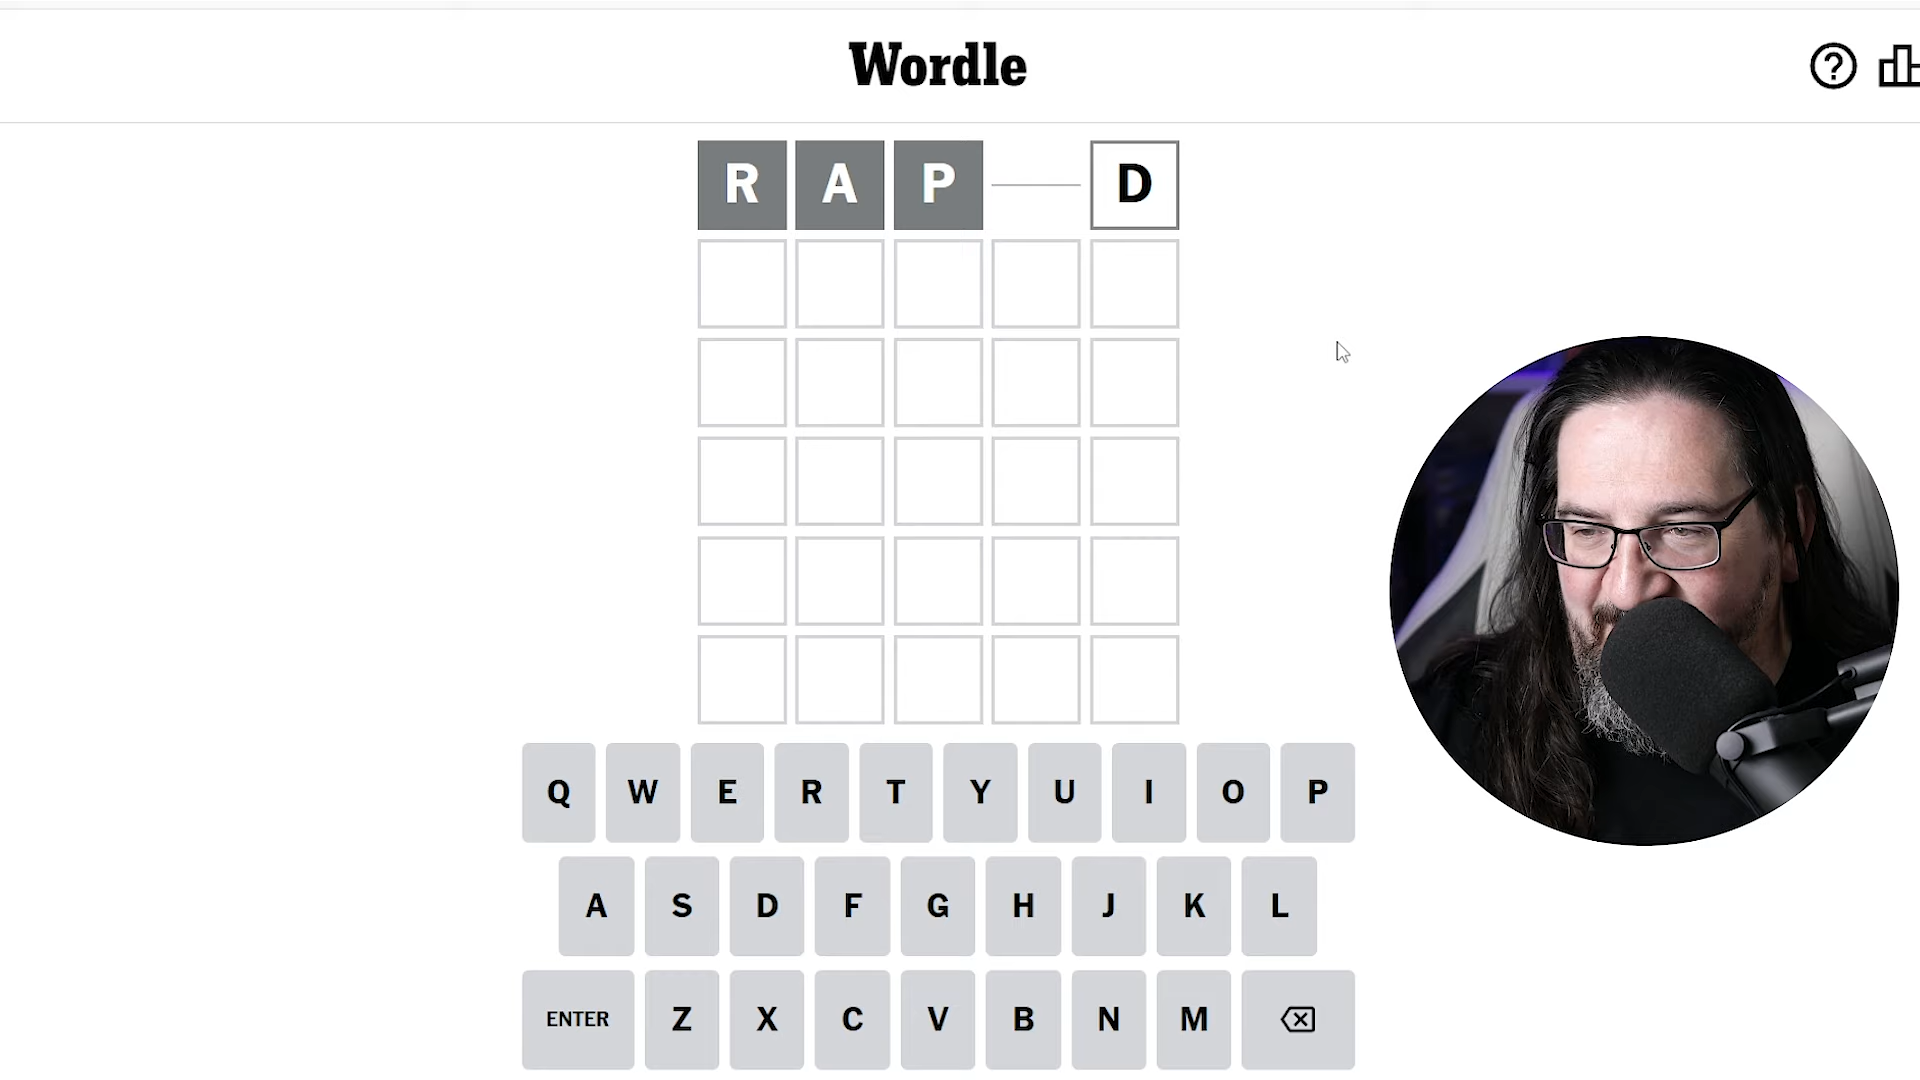 Wordle
R A P D
Q W E R T Y U I O P
A S D F G H J K L
ENTER Z X C V B N M